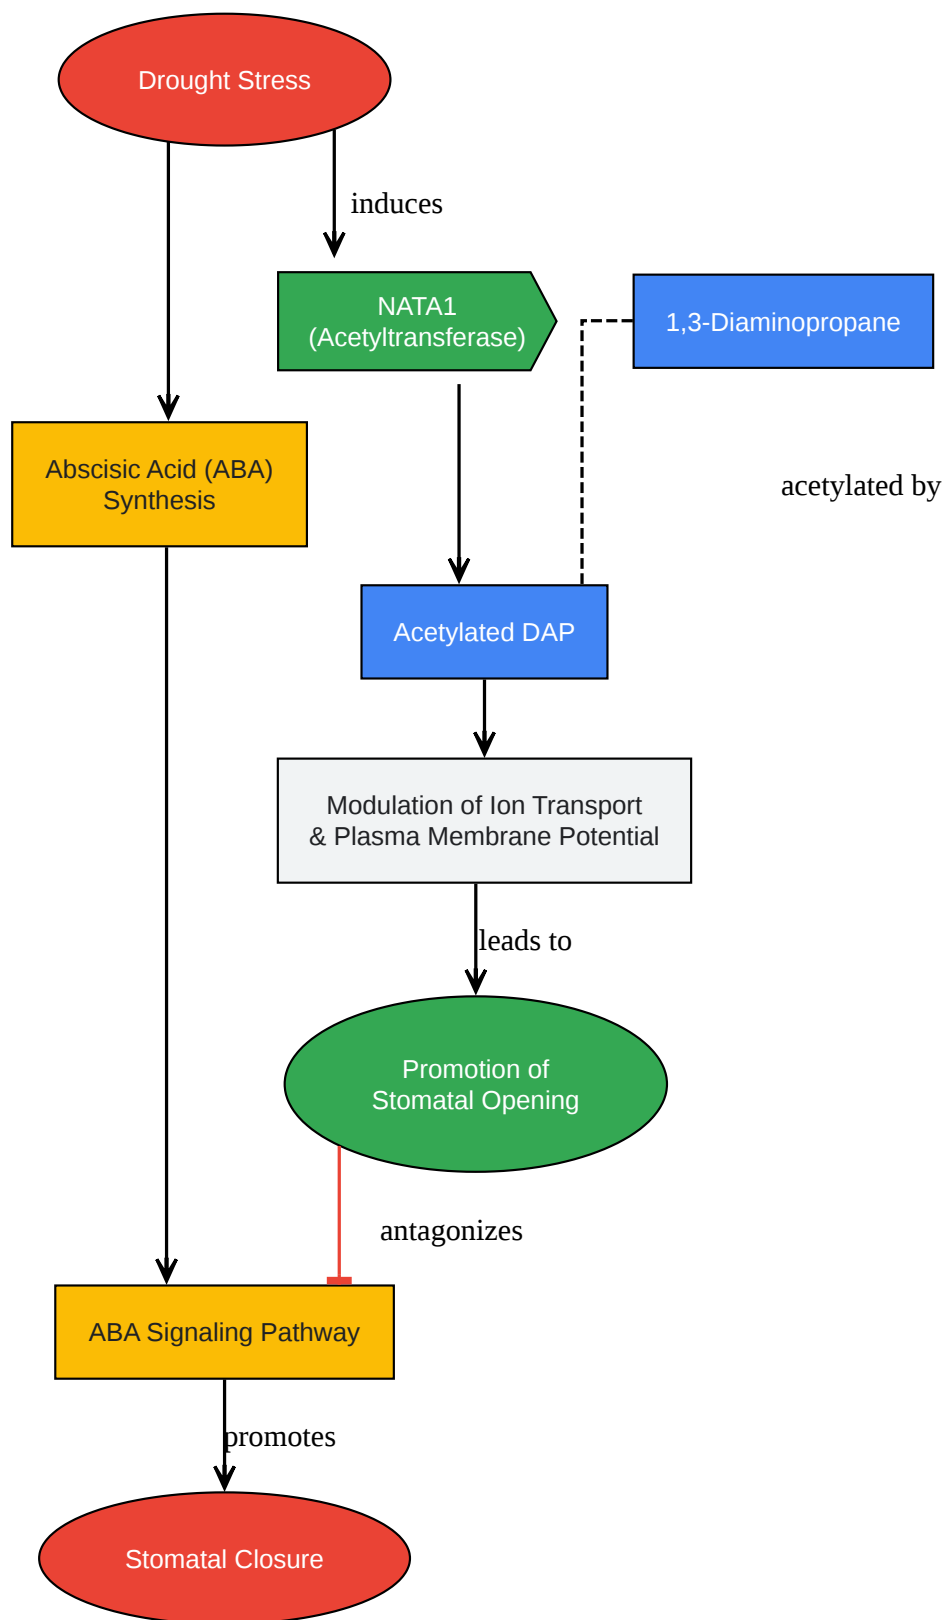 Drought Stress
induces
NATA1
(Acetyltransferase)
1,3-Diaminopropane
Abscisic Acid (ABA)
Synthesis
acetylated by
Acetylated DAP
Modulation of Ion Transport
& Plasma Membrane Potential
leads to
Promotion of
Stomatal Opening
antagonizes
ABA Signaling Pathway
promotes
Stomatal Closure